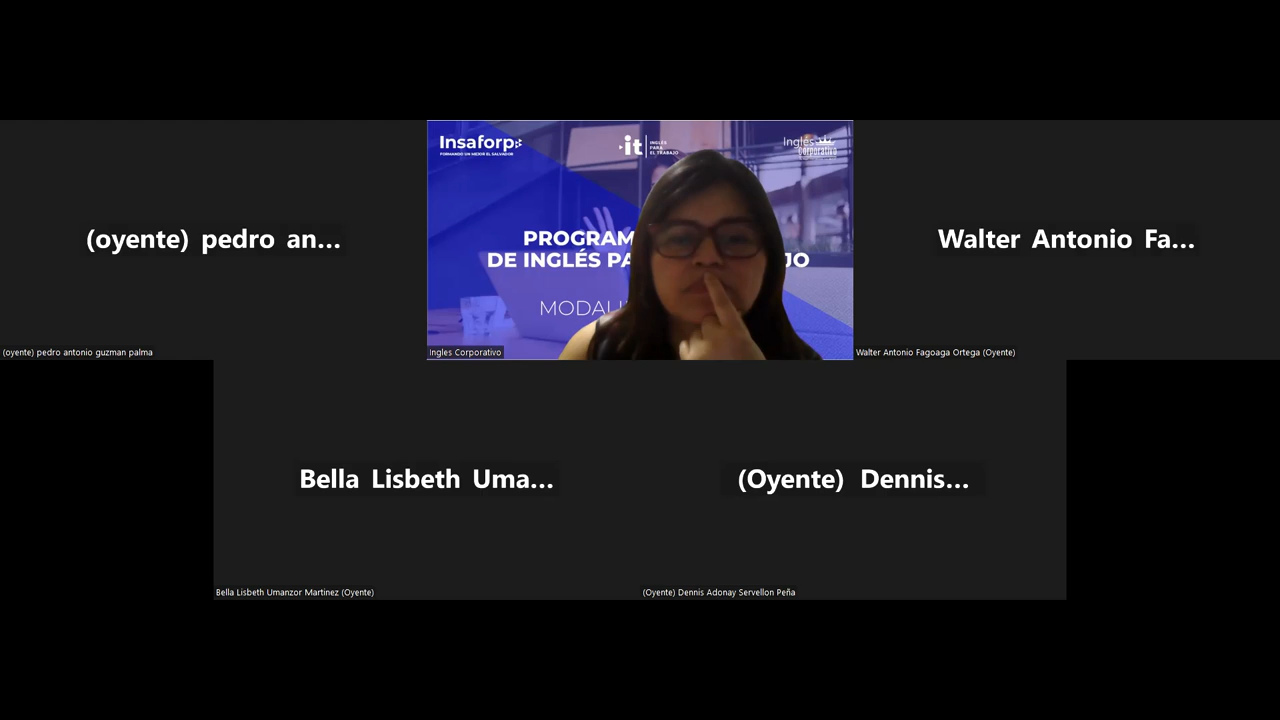 (oyente) pedro an...
(oyente) pedro antonio guzman palma
Insaforp
FORMANDO UN MEJOR EL SALVADOR
it
INGLÉS
PARA
EL TRABAJO
Inglés
corporativo
PROGRAM
DE INGLÉS PA JO
MODALI
Ingles Corporativo
Walter Antonio Fa...
Walter Antonio Fagoaga Ortega (Oyente)
Bella Lisbeth Uma...
Bella Lisbeth Umanzor Martinez (Oyente)
(Oyente) Dennis...
(Oyente) Dennis Adonay Servellon Peña